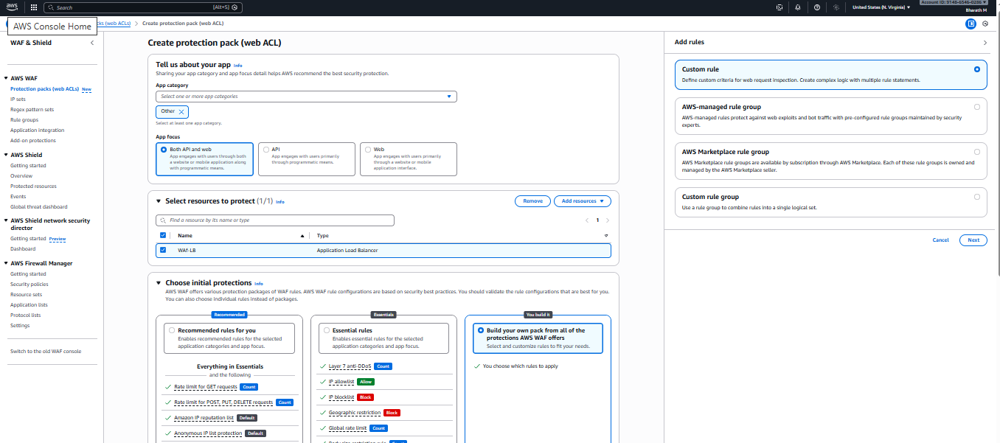 aws
Search
[Alt+S]
United States (N. Virginia)
Account ID: 9148-6546-0286
Bharath M
AWS Console Home
cks (web ACLs)
Create protection pack (web ACL)
WAF & Shield
AWS WAF
Protection packs (web ACLs) New
IP sets
Regex pattern sets
Rule groups
Application integration
Add-on protections
AWS Shield
Getting started
Overview
Protected resources
Events
Global threat dashboard
AWS Shield network security
director
Getting started Preview
Dashboard
AWS Firewall Manager
Getting started
Security policies
Resource sets
Application lists
Protocol lists
Settings
Switch to the old WAF console
Create protection pack (web ACL)
Tell us about your app Info
Sharing your app category and app focus detail helps AWS recommend the best security protection.
App category
Select one or more app categories
Other
Select at least one app category.
App focus
Both API and web
App engages with users through both
a website or mobile application along
with programmatic means.
API
App engages with users primarily
through programmatic means.
Web
App engages with users primarily
through a website or mobile
application interface.
Select resources to protect (1/1) Info
Remove
Add resources
Find a resource by its name or type
1
Name
Type
WAf-LB
Application Load Balancer
Choose initial protections Info
AWS WAF offers various protection packages of WAF rules. AWS WAF rule configurations are based on security best practices. You should validate the rule configurations that are best for you.
You can also choose individual rules instead of packages.
Recommended
Recommended rules for you
Enables recommended rules for the selected
application categories and app focus.
Everything in Essentials
and the following
Rate limit for GET requests Count
Rate limit for POST, PUT, DELETE requests Count
Amazon IP reputation list Default
Anonymous IP list protection Default
Essentials
Essential rules
Enables essential rules for the selected
application categories and app focus.
Layer 7 anti-DDoS Count
IP allowlist Allow
IP blocklist Block
Geographic restriction Block
Global rate limit Count
Body size restriction rule Count
You build it
Build your own pack from all of the
protections AWS WAF offers
Select and customize rules to fit your needs.
You choose which rules to apply
Add rules
Custom rule
Define custom criteria for web request inspection. Create complex logic with multiple rule statements.
AWS-managed rule group
AWS-managed rules protect against web exploits and bot traffic with pre-configured rule groups maintained by security
experts.
AWS Marketplace rule group
AWS Marketplace rule groups are available by subscription through AWS Marketplace. Each of these rule groups is owned and
managed by the AWS Marketplace seller.
Custom rule group
Use a rule group to combine rules into a single logical set.
Cancel
Next